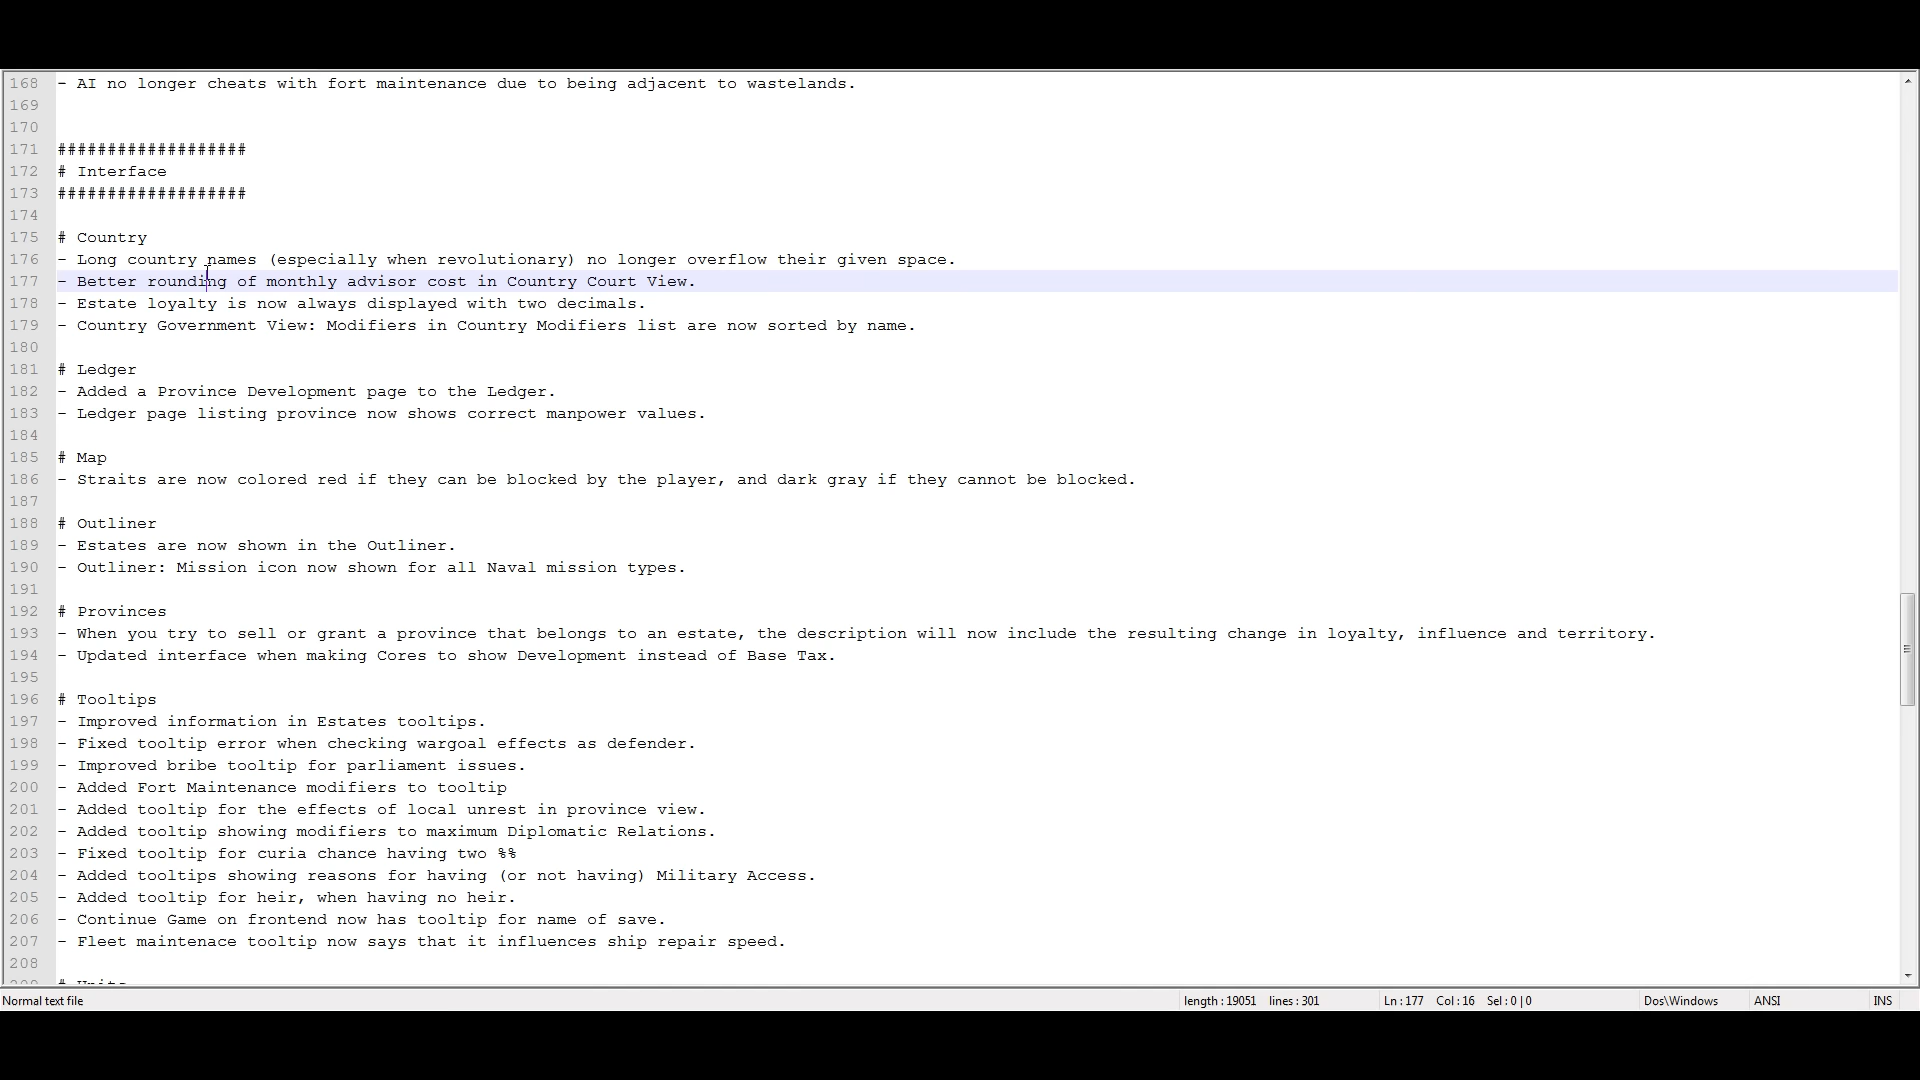 168 - AI no longer cheats with fort maintenance due to being adjacent to wastelands.
169
170
171 ###################
172 # Interface
173 ###################
174
175 # Country
176 - Long country names (especially when revolutionary) no longer overflow their given space.
177 - Better rounding of monthly advisor cost in Country Court View.
178 - Estate loyalty is now always displayed with two decimals.
179 - Country Government View: Modifiers in Country Modifiers list are now sorted by name.
180
181 # Ledger
182 - Added a Province Development page to the Ledger.
183 - Ledger page listing province now shows correct manpower values.
184
185 # Map
186 - Straits are now colored red if they can be blocked by the player, and dark gray if they cannot be blocked.
187
188 # Outliner
189 - Estates are now shown in the Outliner.
190 - Outliner: Mission icon now shown for all Naval mission types.
191
192 # Provinces
193 - When you try to sell or grant a province that belongs to an estate, the description will now include the resulting change in loyalty, influence and territory.
194 - Updated interface when making Cores to show Development instead of Base Tax.
195
196 # Tooltips
197 - Improved information in Estates tooltips.
198 - Fixed tooltip error when checking wargoal effects as defender.
199 - Improved bribe tooltip for parliament issues.
200 - Added Fort Maintenance modifiers to tooltip
201 - Added tooltip for the effects of local unrest in province view.
202 - Added tooltip showing modifiers to maximum Diplomatic Relations.
203 - Fixed tooltip for curia chance having two %%
204 - Added tooltips showing reasons for having (or not having) Military Access.
205 - Added tooltip for heir, when having no heir.
206 - Continue Game on frontend now has tooltip for name of save.
207 - Fleet maintenace tooltip now says that it influences ship repair speed.
208
209 # Units
Normal text file length : 19051 lines : 301 Ln : 177 Col : 16 Sel : 0 | 0 Dos\Windows ANSI INS